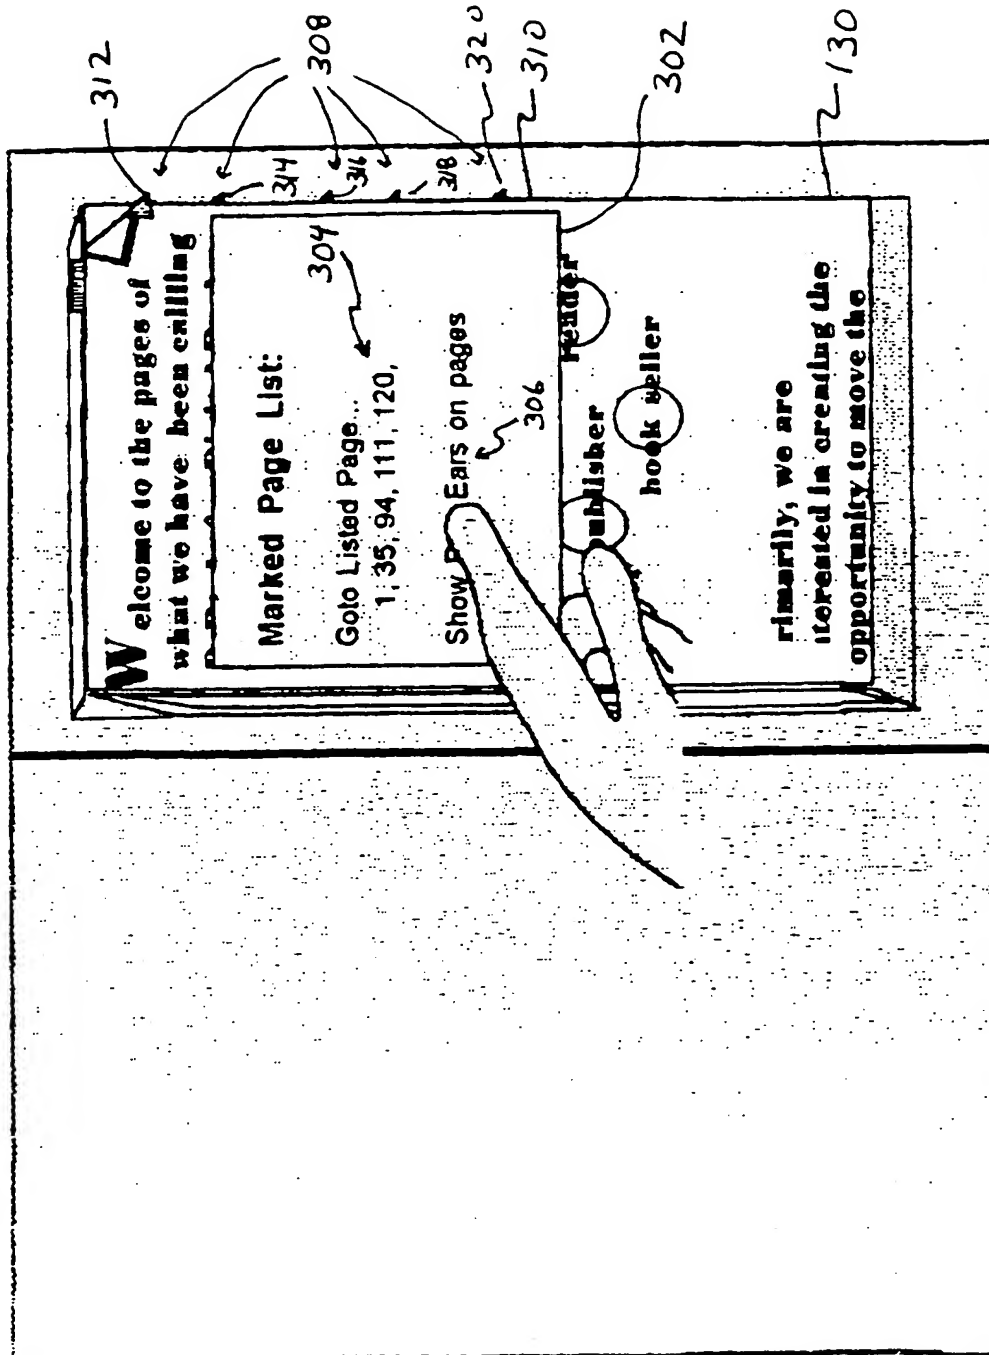 Welcome to the pages of
what we have been callling
Marked Page List:
Goto Listed Page...
1, 35, 94, 111, 120,
Show Ears on pages
publisher
reader
book seller
rimarily, we are
iterested in creating the
opportunity to move the
312
308
314
316
318
320
310
302
304
306
130